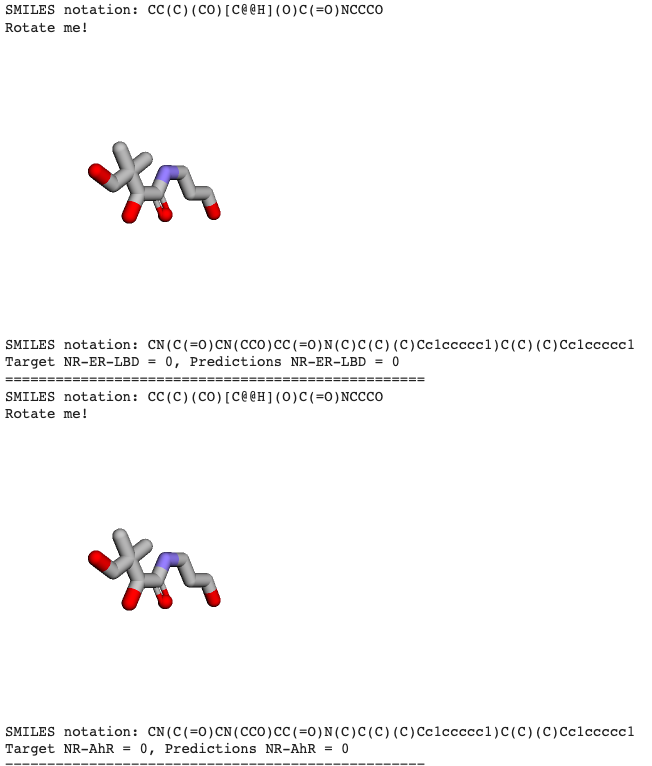 SMILES notation: CC(C)(CO)[C@@H](O)C(=O)NCCCO
Rotate me!
SMILES notation: CN(C(=O)CN(CCO)CC(=O)N(C)C(C)(C)Cc1ccccc1)C(C)(C)Cc1ccccc1
Target NR-ER-LBD = 0, Predictions NR-ER-LBD = 0
==================================================
SMILES notation: CC(C)(CO)[C@@H](O)C(=O)NCCCO
Rotate me!
SMILES notation: CN(C(=O)CN(CCO)CC(=O)N(C)C(C)(C)Cc1ccccc1)C(C)(C)Cc1ccccc1
Target NR-AhR = 0, Predictions NR-AhR = 0